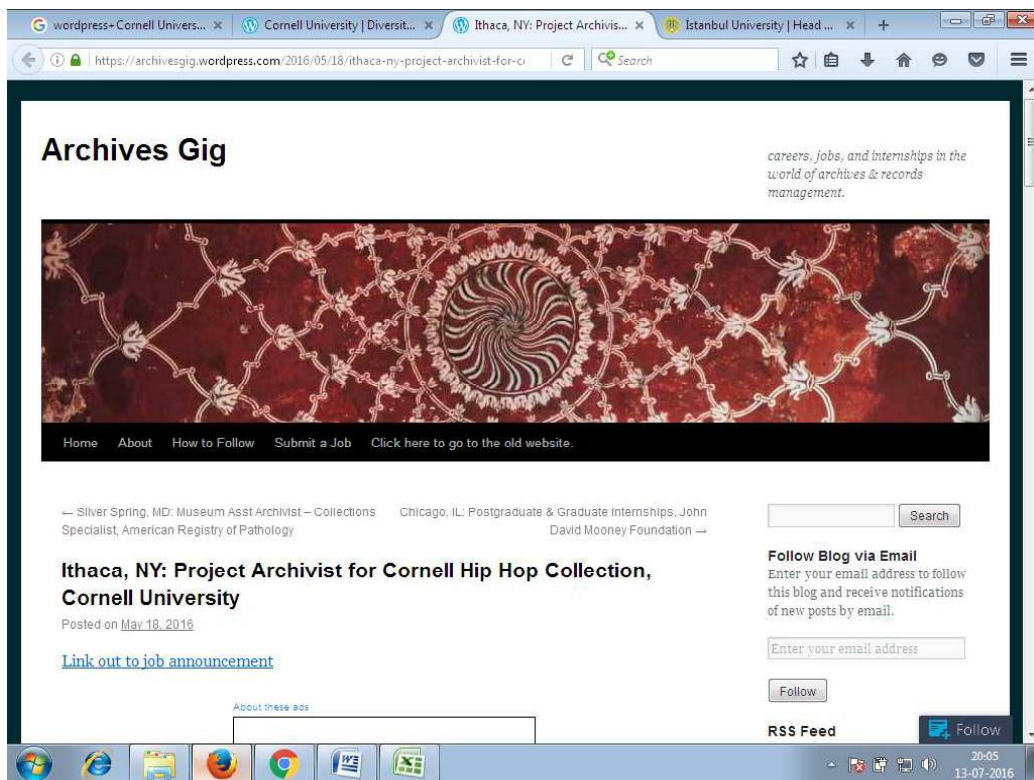 wordpress+Cornell Univers...
Cornell University | Diversit...
Ithaca, NY: Project Archivis...
İstanbul University | Head ...
https://archivesgig.wordpress.com/2016/05/18/ithaca-ny-project-archivist-for-c
Search
Archives Gig
careers, jobs, and internships in the
world of archives & records
management.
Home About How to Follow Submit a Job Click here to go to the old website.
← Silver Spring, MD: Museum Asst Archivist – Collections
Specialist, American Registry of Pathology
Chicago, IL: Postgraduate & Graduate Internships, John
David Mooney Foundation →
Search
Ithaca, NY: Project Archivist for Cornell Hip Hop Collection,
Cornell University
Posted on May 18, 2016
Link out to job announcement
About these ads
Follow Blog via Email
Enter your email address to follow
this blog and receive notifications
of new posts by email.
Enter your email address
Follow
RSS Feed
Follow
20:05
13-07-2016